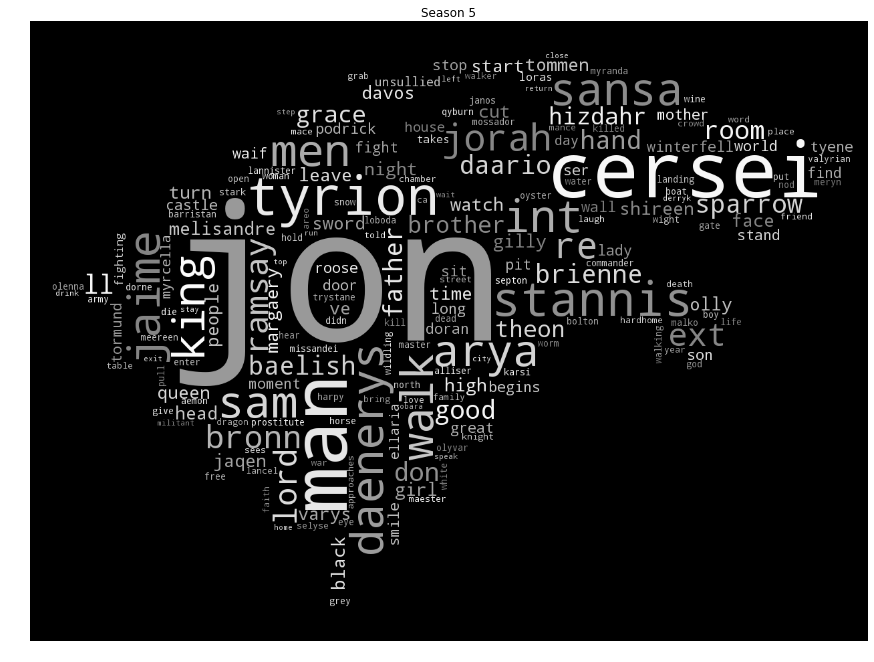 Season 5
close
stop start tommen
grab unsullied left walker loras myranda
davos return sansa wine
janos
step grace qyburn cut hizdahr mother word
mace podrick house mossador mance killed crowd room place
men fight takes jorah day hand winterfell world tyene
waif leave night daario ser cersei valyrian
lannister woman chamber water landing put find
open tyrion boat nod meryn
turn stark snow ca wait oyster derryk
castle areo loboda watch int wall shireen sparrow friend
barristan sword brother laugh wight face
melisandre run told gate stand
hold father gilly re lady
fighting jaime top roose sit pit brienne commander
myrcella king jon door street septon death
olenna ll people ramsay margaery trystane time stannis olly
drink dorne ve long
army die stay didn doran theon bolton hardhome malko boy life
tormund meereen hear kill dead ext
missandei master arya worm walking year son
exit enter baelish wildling city god
table pull moment walk alliser karsi
queen aemon man north high begins
give head sam harpy bring love family
obara good
militant dragon prostitute horse great
bronn daenerys ellaria knight
sees olyvar
jaqen war speak
free lancel approaches don white
lord girl
faith maester
varys smile
home selyse eye
black
grey